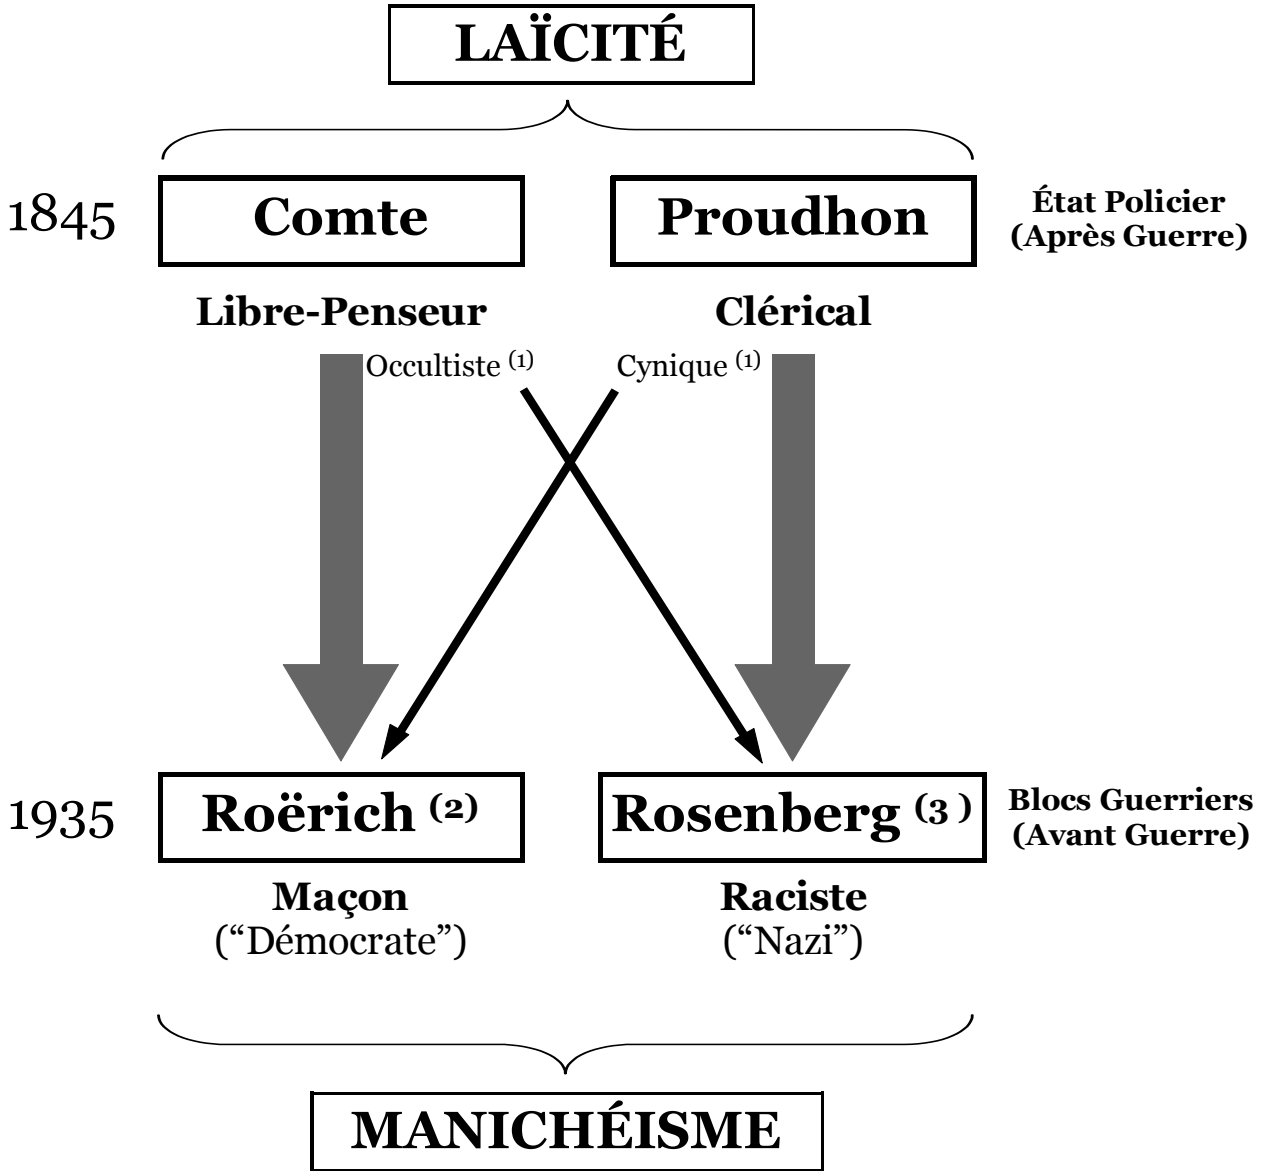 LAÏCITÉ
1845
Comte
Proudhon
État Policier
(Après Guerre)
Libre-Penseur
Clérical
Occultiste (1)
Cynique (1)
1935
Roërich (2)
Rosenberg (3 )
Blocs Guerriers
(Avant Guerre)
Maçon
(“Démocrate”)
Raciste
(“Nazi”)
MANICHÉISME